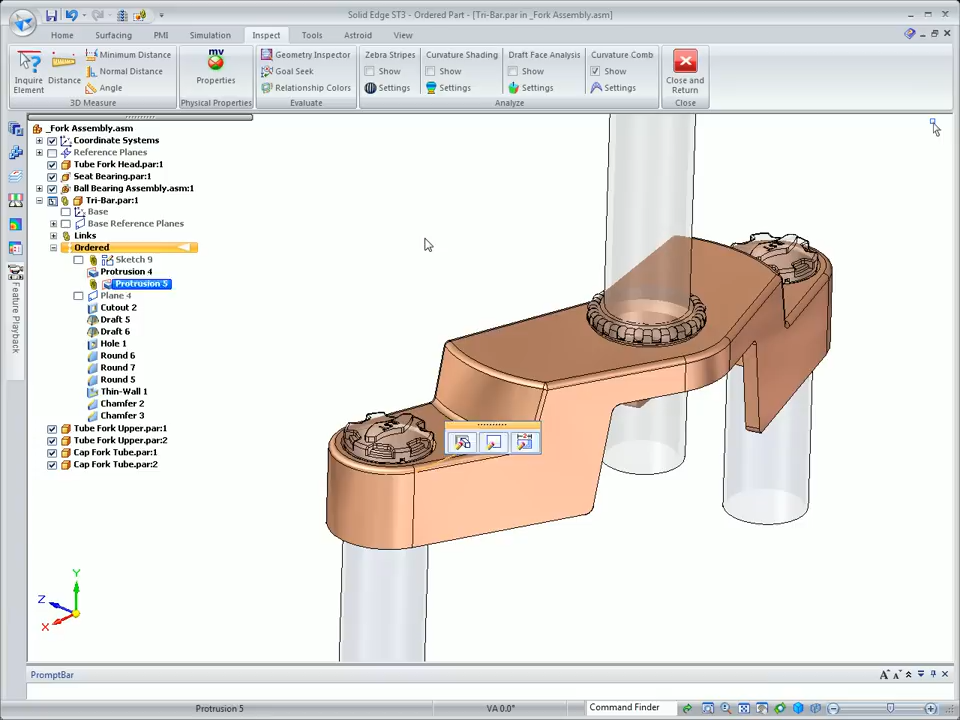 Solid Edge ST3 - Ordered Part - [Tri-Bar.par in _Fork Assembly.asm]
Home Surfacing PMI Simulation Inspect Tools Astroid View
Inquire Element
Distance
Minimum Distance
Normal Distance
Angle
3D Measure
mv
Properties
Physical Properties
Geometry Inspector
Goal Seek
Relationship Colors
Evaluate
Zebra Stripes
Show
Settings
Curvature Shading
Show
Settings
Draft Face Analysis
Show
Settings
Curvature Comb
Show
Settings
Analyze
Close and Return
Close
_Fork Assembly.asm
Coordinate Systems
Reference Planes
Tube Fork Head.par:1
Seat Bearing.par:1
Ball Bearing Assembly.asm:1
Tri-Bar.par:1
Base
Base Reference Planes
Links
Ordered
Sketch 9
Protrusion 4
Protrusion 5
Plane 4
Cutout 2
Draft 5
Draft 6
Hole 1
Round 6
Round 7
Round 5
Thin-Wall 1
Chamfer 2
Chamfer 3
Tube Fork Upper.par:1
Tube Fork Upper.par:2
Cap Fork Tube.par:1
Cap Fork Tube.par:2
Feature Playback
Y
Z
X
PromptBar
Protrusion 5
VA 0.0°
Command Finder